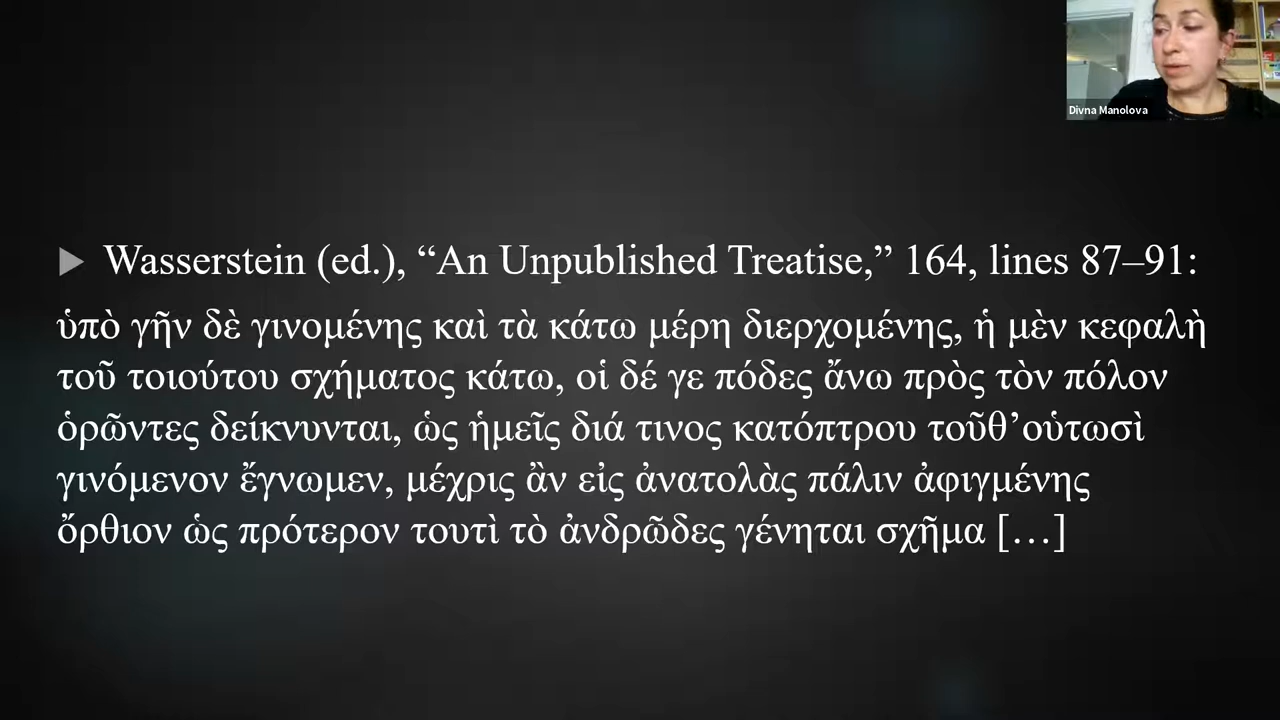 Divna Manolova
Wasserstein (ed.), “An Unpublished Treatise,” 164, lines 87–91:
ὑπὸ γῆν δὲ γινομένης καὶ τὰ κάτω μέρη διερχομένης, ἡ μὲν κεφαλὴ
τοῦ τοιούτου σχήματος κάτω, οἱ δέ γε πόδες ἄνω πρὸς τὸν πόλον
ὁρῶντες δείκνυνται, ὡς ἡμεῖς διά τινος κατόπτρου τοῦθ’οὑτωσὶ
γινόμενον ἔγνωμεν, μέχρις ἂν εἰς ἀνατολὰς πάλιν ἀφιγμένης
ὄρθιον ὡς πρότερον τουτὶ τὸ ἀνδρῶδες γένηται σχῆμα […]